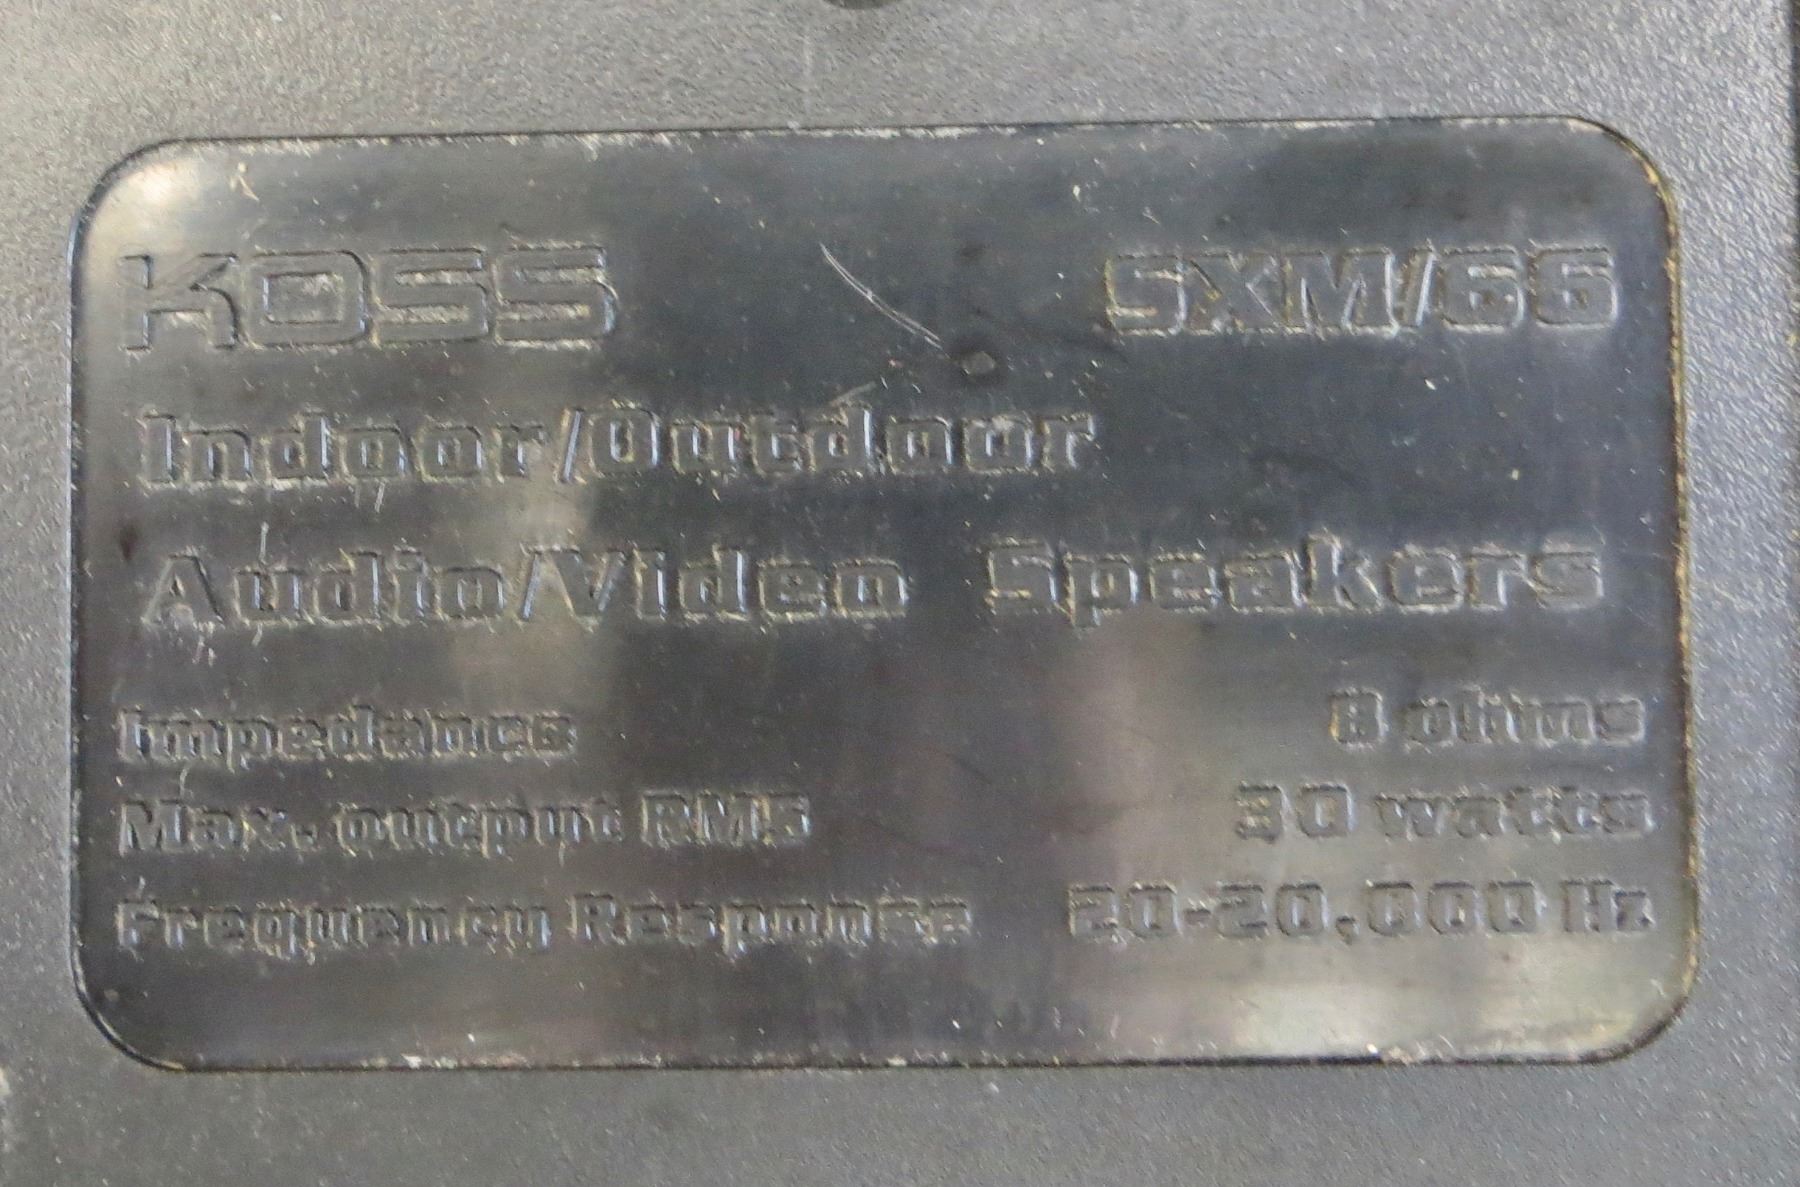 KOSS SXM/66
Indoor/Outdoor
Audio/Video Speakers
Impedance 8 ohms
Max. output RMS 30 watts
Frequency Response 20-20,000 Hz